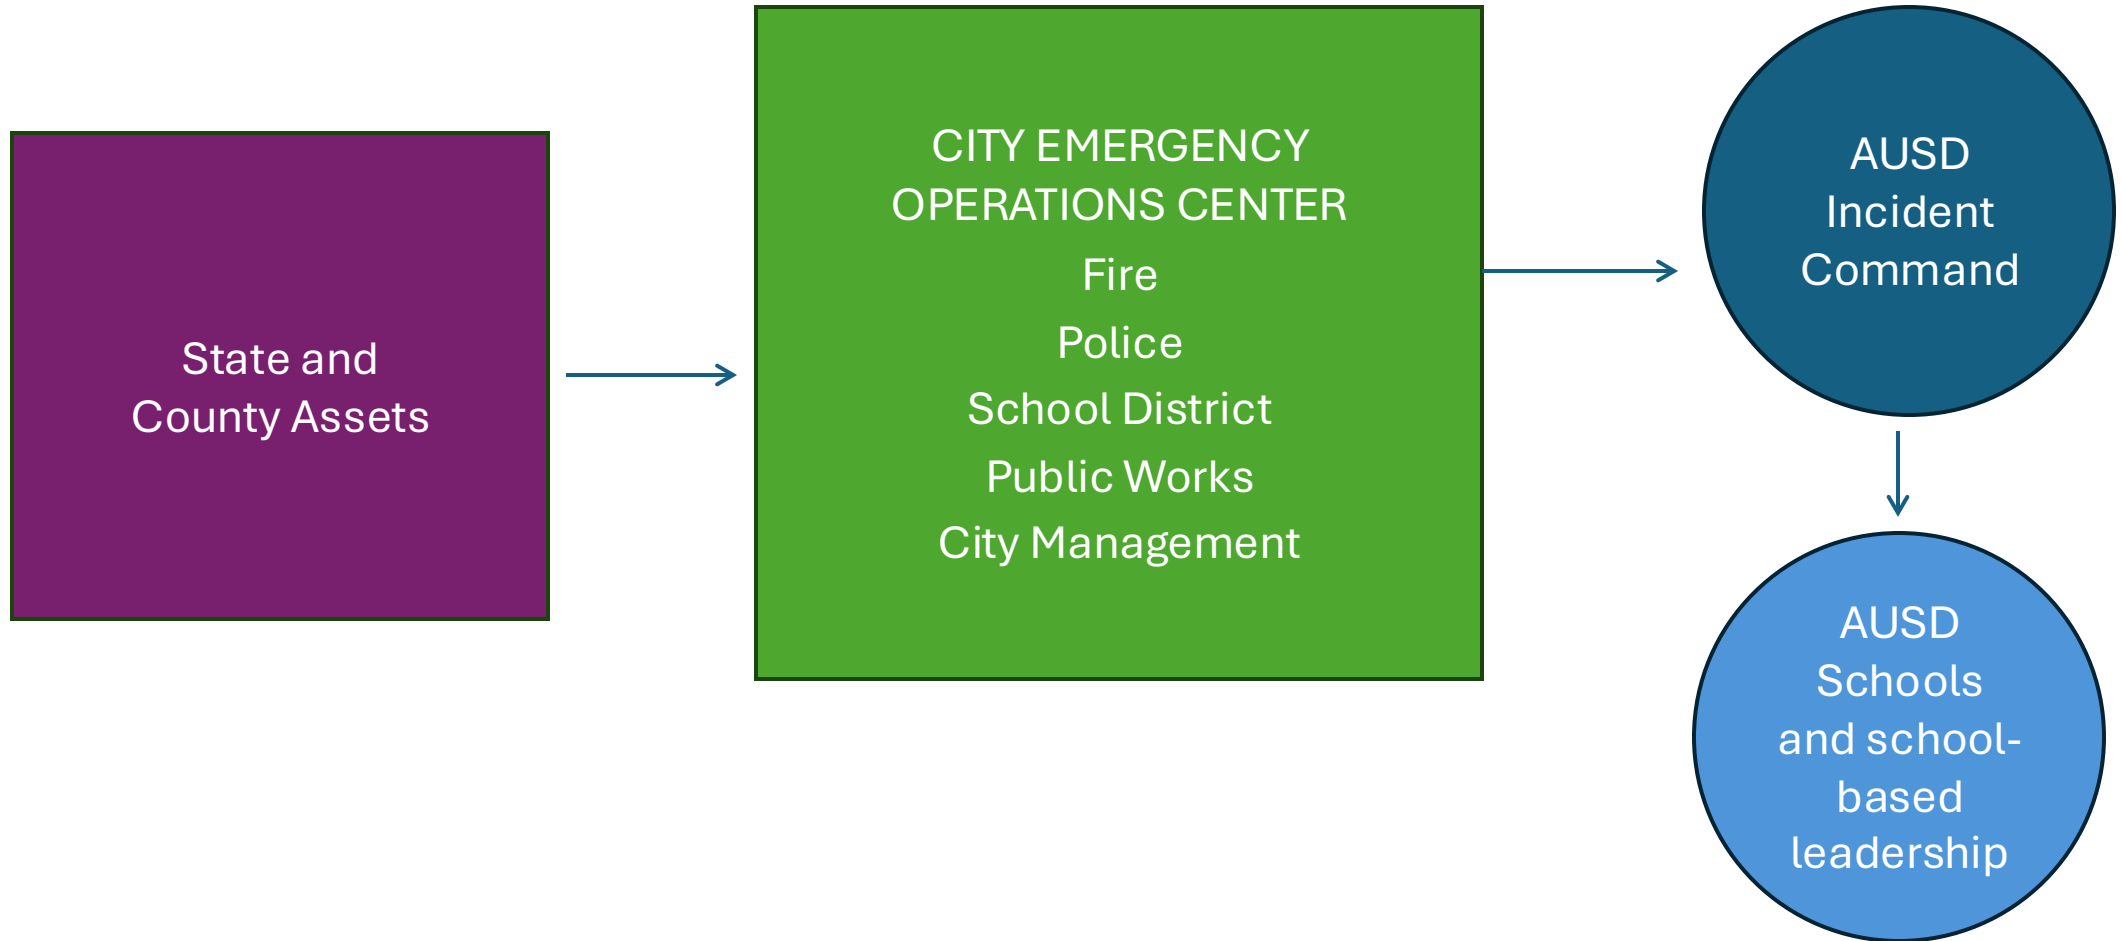 State and
County Assets
CITY EMERGENCY
OPERATIONS CENTER
Fire
Police
School District
Public Works
City Management
AUSD
Incident
Command
AUSD
Schools
and school-
based
leadership